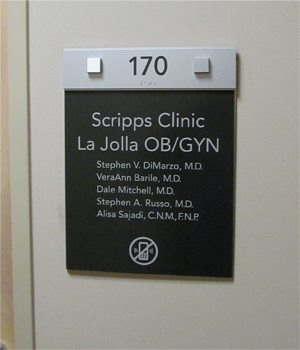 170
Scripps Clinic
La Jolla OB/GYN
Stephen V. DiMarzo, M.D.
VeraAnn Barile, M.D.
Dale Mitchell, M.D.
Stephen A. Russo, M.D.
Alisa Sajadi, C.N.M,F.N.P.